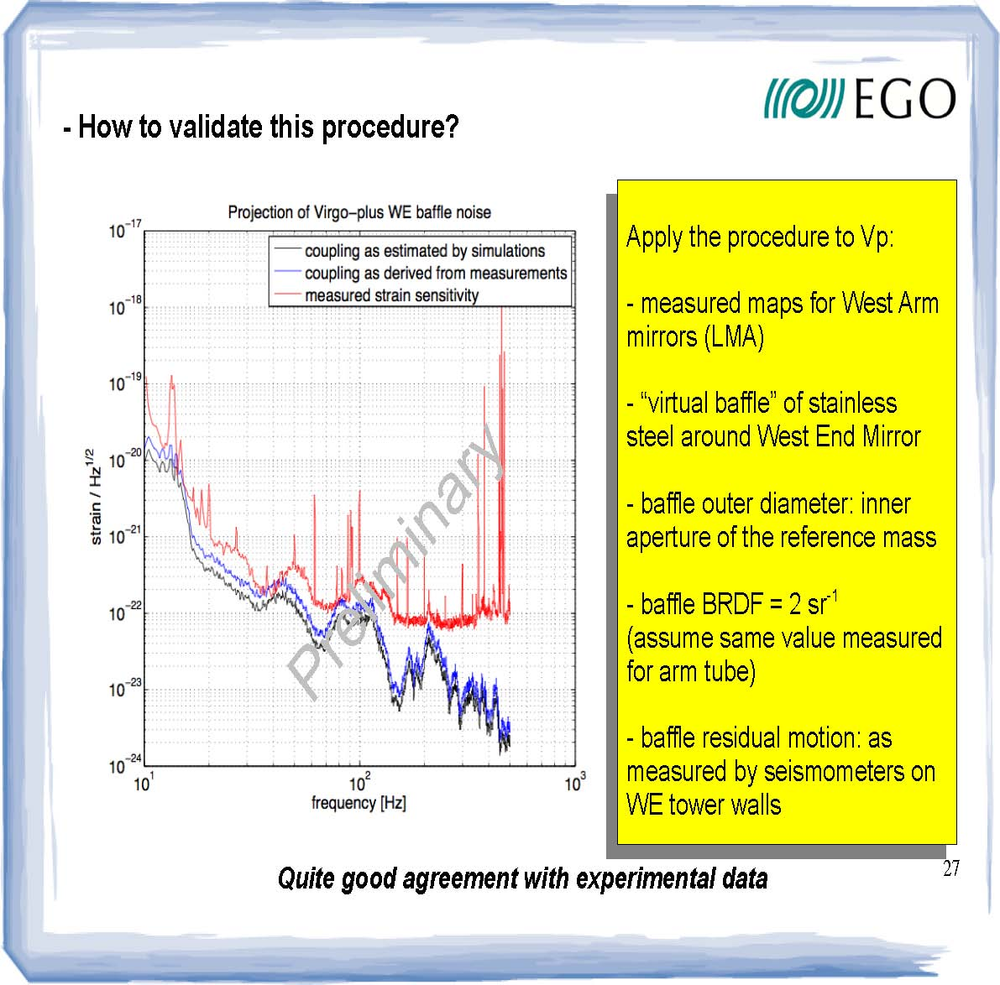 EGO
- How to validate this procedure?
Projection of Virgo-plus WE baffle noise
coupling as estimated by simulations
coupling as derived from measurements
measured strain sensitivity
10^-17
10^-18
10^-19
10^-20
10^-21
10^-22
10^-23
10^-24
strain / Hz^1/2
10^1
10^2
10^3
frequency [Hz]
Preliminary
Apply the procedure to Vp:
- measured maps for West Arm
mirrors (LMA)
- “virtual baffle” of stainless
steel around West End Mirror
- baffle outer diameter: inner
aperture of the reference mass
- baffle BRDF = 2 sr^-1
(assume same value measured
for arm tube)
- baffle residual motion: as
measured by seismometers on
WE tower walls
Quite good agreement with experimental data
27